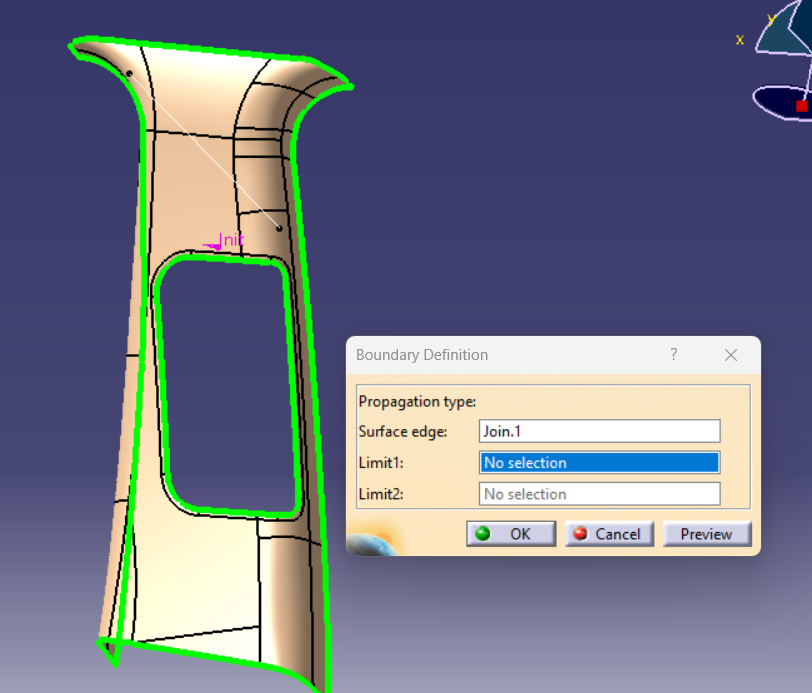 y
x
Init
Boundary Definition ?
Propagation type:
Surface edge: Join.1
Limit1: No selection
Limit2: No selection
OK Cancel Preview